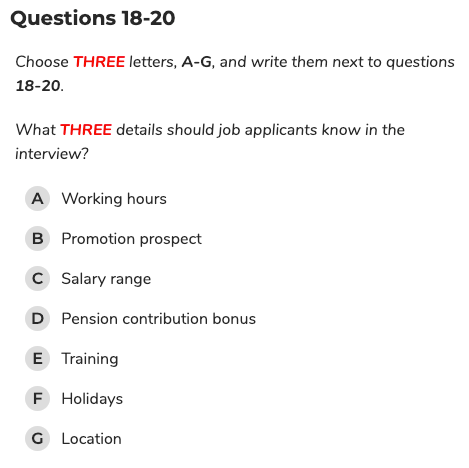 Questions 18-20
Choose THREE letters, A-G, and write them next to questions
18-20.
What THREE details should job applicants know in the
interview?
A Working hours
B Promotion prospect
C Salary range
D Pension contribution bonus
E Training
F Holidays
G Location